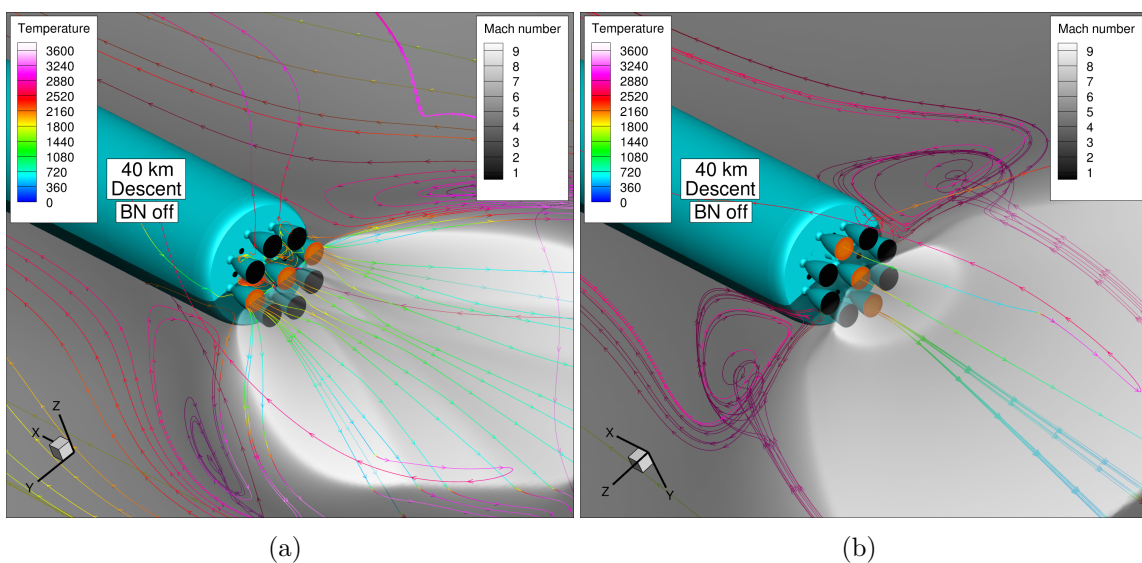 Temperature
3600
3240
2880
2520
2160
1800
1440
1080
720
360
0
Mach number
9
8
7
6
5
4
3
2
1
40 km
Descent
BN off
Z
X
Y
(a)
Temperature
3600
3240
2880
2520
2160
1800
1440
1080
720
360
0
Mach number
9
8
7
6
5
4
3
2
1
40 km
Descent
BN off
X
Z
Y
(b)